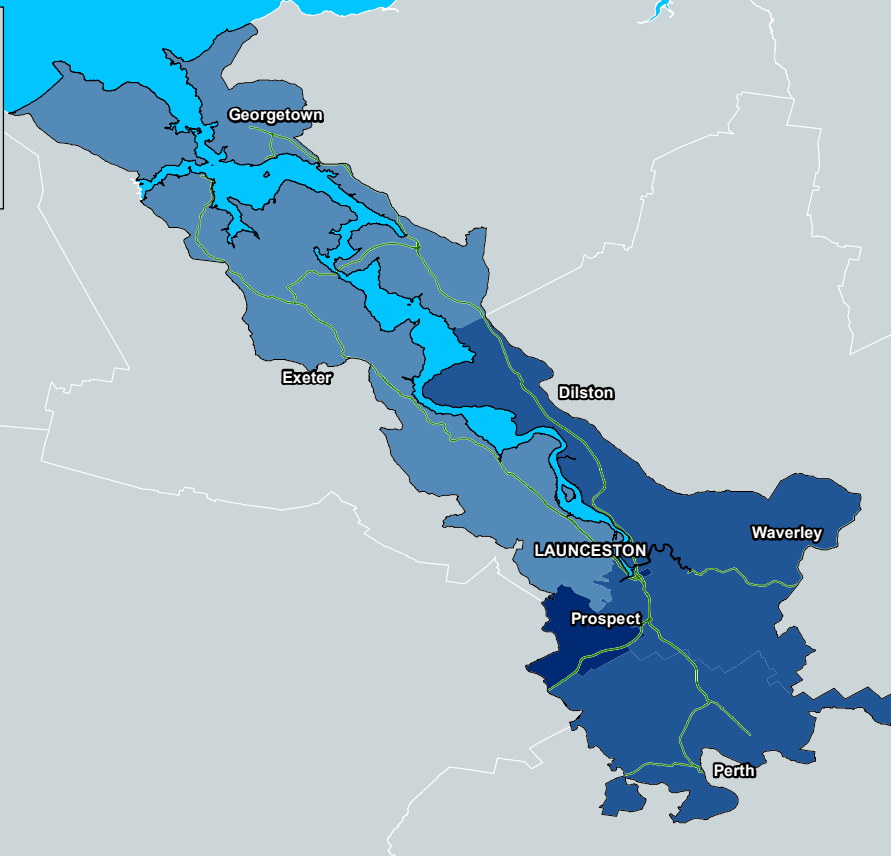 Georgetown
Exeter
Dilston
Waverley
LAUNCESTON
Prospect
Perth